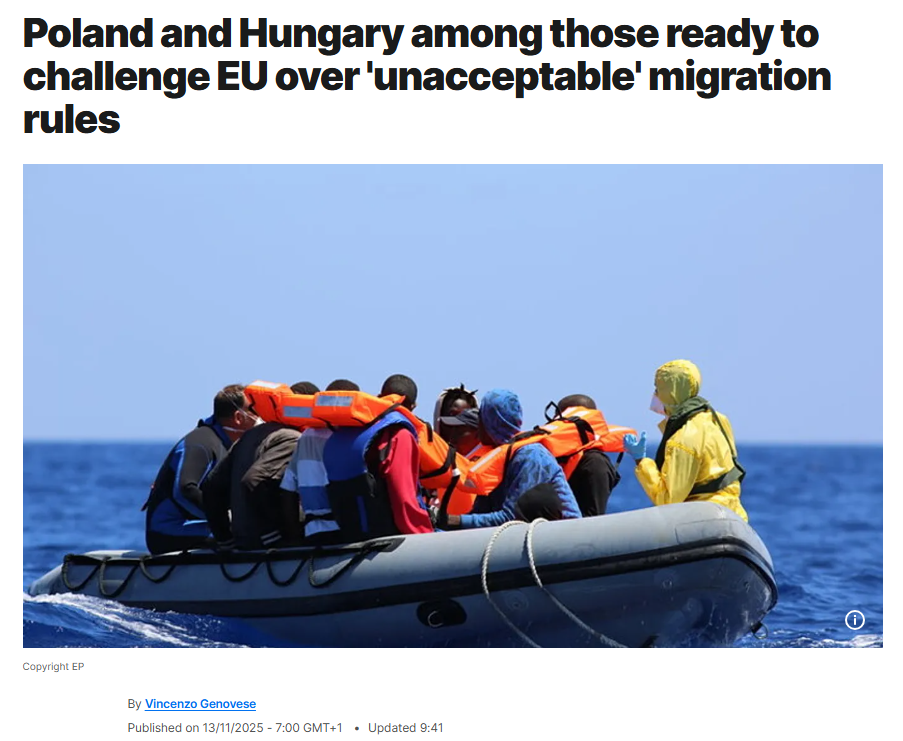 Poland and Hungary among those ready to
challenge EU over 'unacceptable' migration
rules
Copyright EP
By Vincenzo Genovese
Published on 13/11/2025 - 7:00 GMT+1 • Updated 9:41